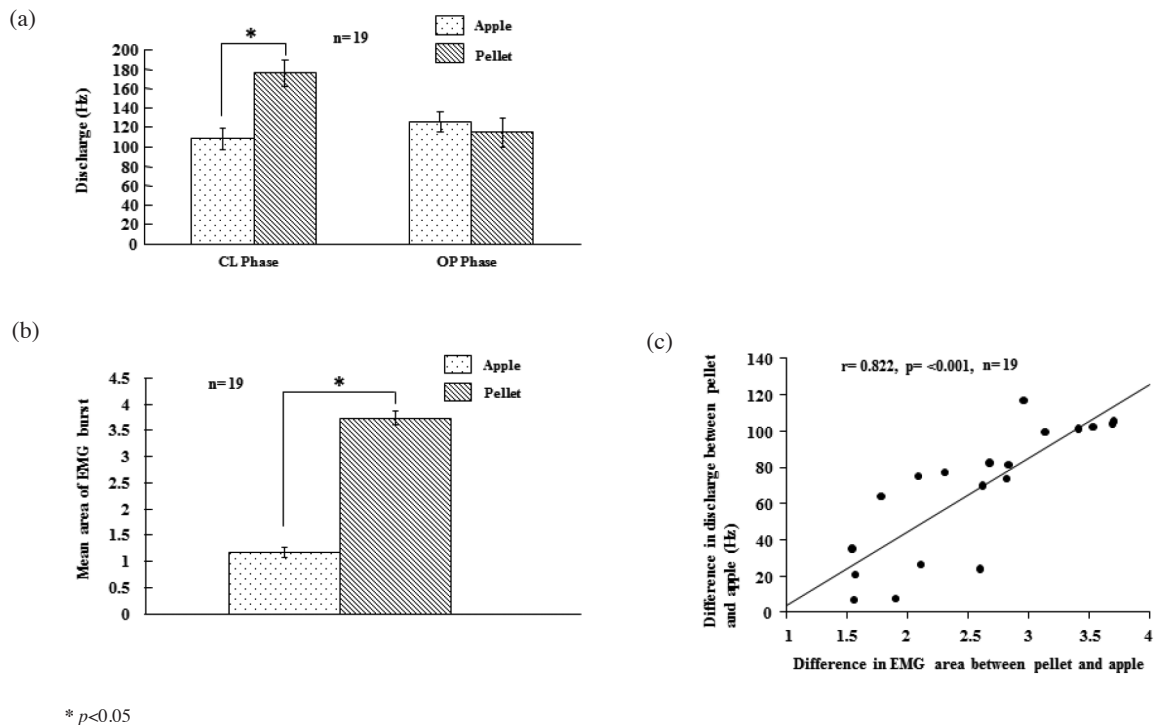 (a)
*
n= 19
Apple
Pellet
Discharge (Hz)
200
180
160
140
120
100
80
60
40
20
0
CL Phase
OP Phase
(b)
n= 19
*
Apple
Pellet
Mean area of EMG burst
4.5
4
3.5
3
2.5
2
1.5
1
0.5
0
(c)
r= 0.822, p= <0.001, n= 19
Difference in discharge between pellet
and apple (Hz)
140
120
100
80
60
40
20
0
1
1.5
2
2.5
3
3.5
4
Difference in EMG area between pellet and apple
* p<0.05